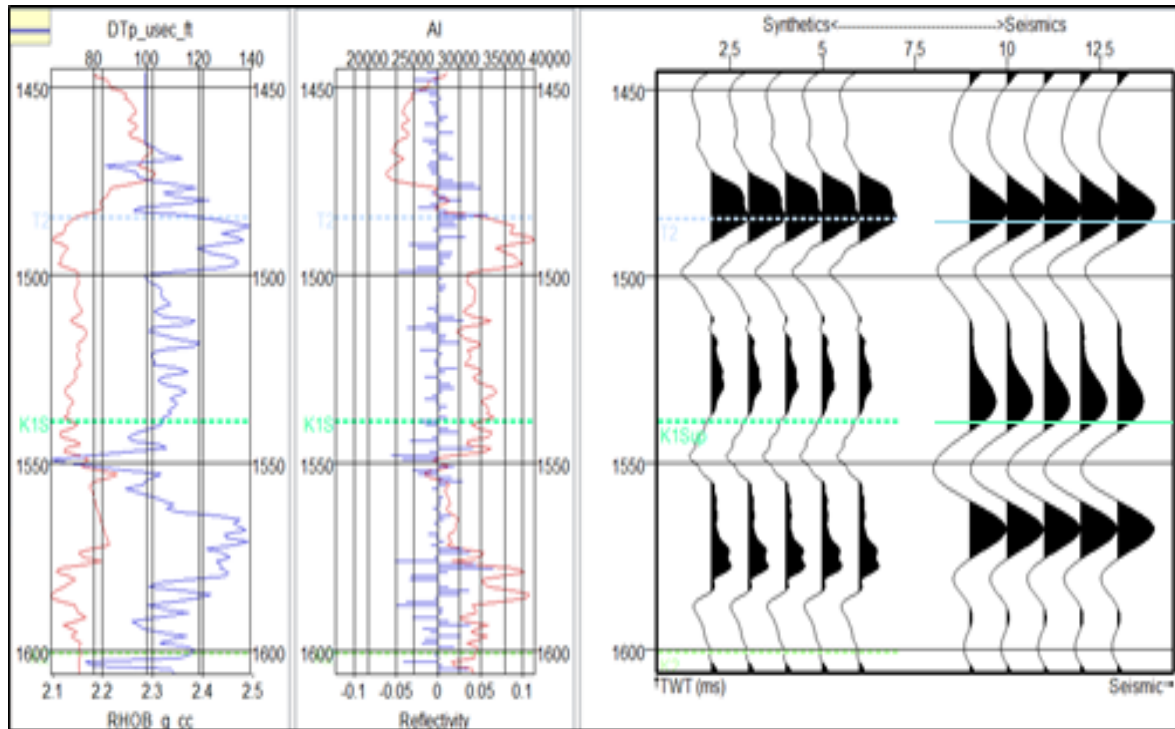 DTp_usec_ft
80 100 120 140
AI
20000 25000 30000 35000 40000
Synthetics<---------------------->Seismics
2.5 5 7.5 10 12.5
1450 1450 1450 1450 1450
T2 T2 T2
1500 1500 1500 1500 1500
K1S K1S K1Sup
1550 1550 1550 1550 1550
1600 1600 1600 1600 1600
K2
2.1 2.2 2.3 2.4 2.5
RHOB_g_cc
-0.1 -0.05 0 0.05 0.1
Reflectivity
TWT (ms)
Seismic